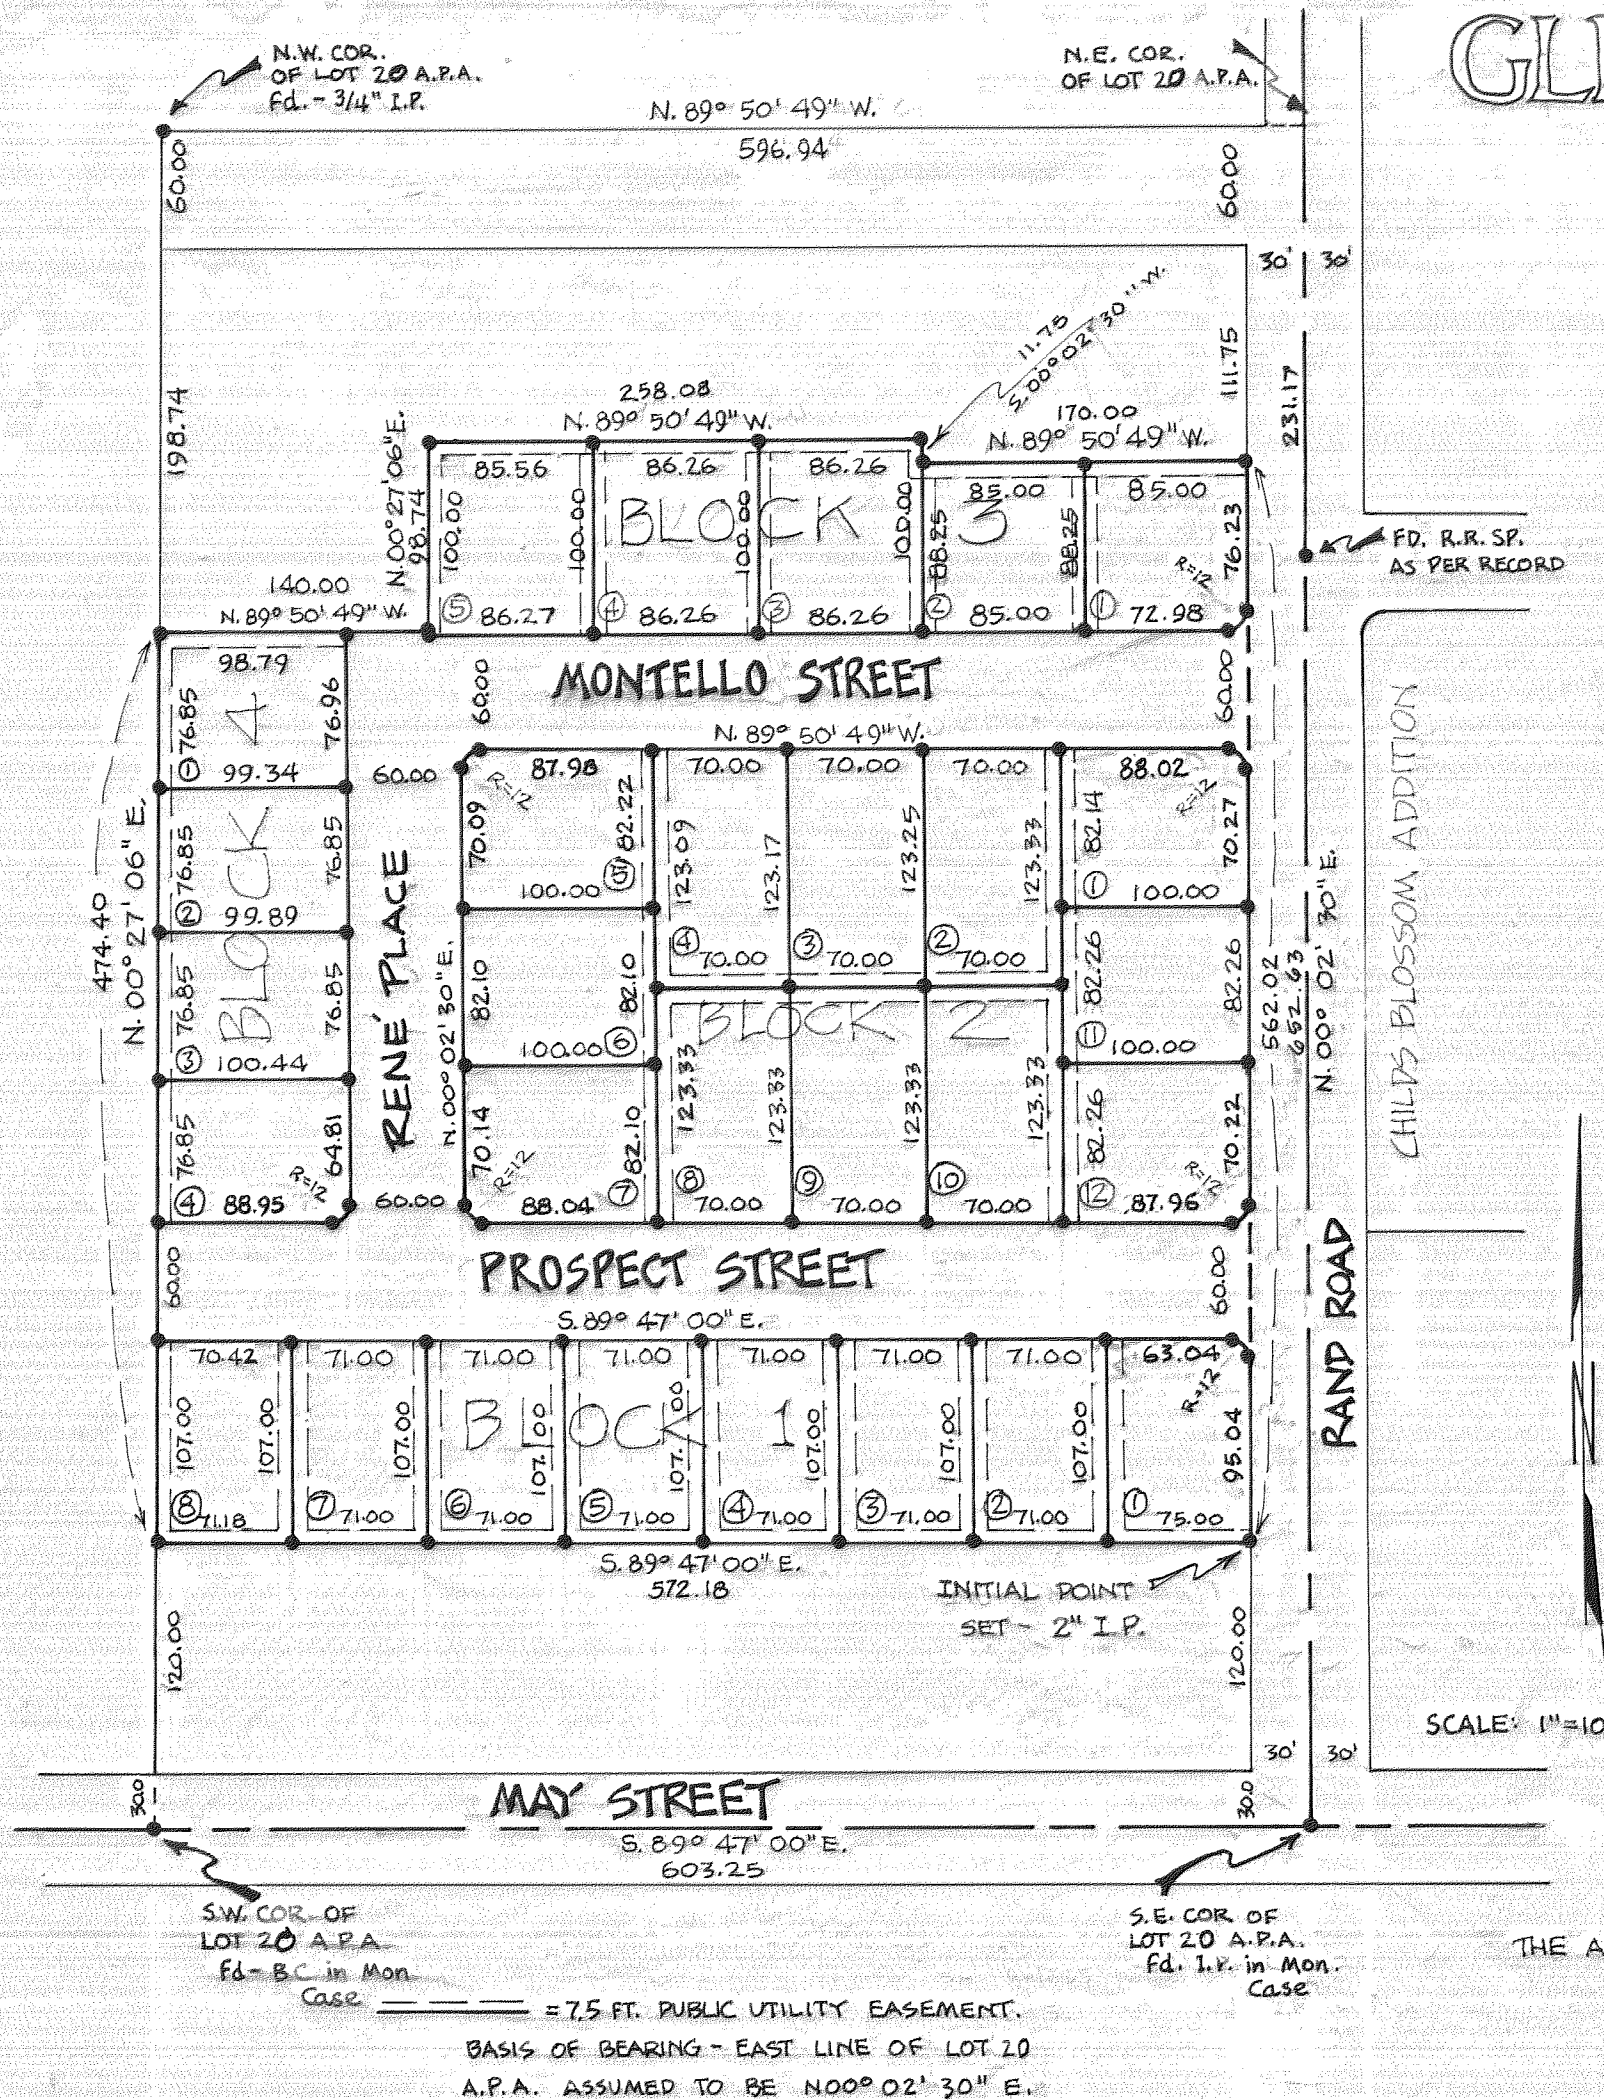 GL
N.W. COR.
OF LOT 20 A.P.A.
Fd. - 3/4" I.P.
N.E. COR.
OF LOT 20 A.P.A.
N. 89° 50' 49" W.
596.94
60.00
60.00
30'
30'
198.74
111.75
231.17
11.75
S. 00° 02' 30" W.
258.08
N. 89° 50' 49" W.
170.00
N. 89° 50' 49" W.
N. 00° 27' 06" E.
98.74
140.00
N. 89° 50' 49" W.
85.56
86.26
86.26
85.00
85.00
100.00
100.00
100.00
100.00
88.25
88.25
76.23
R=12
BLOCK 3
5
86.27
4
86.26
3
86.26
2
85.00
1
72.98
FD. R.R. SP.
AS PER RECORD
MONTELLO STREET
60.00
60.00
N. 89° 50' 49" W.
98.79
76.85
76.96
1
99.34
76.85
76.85
2
99.89
76.85
76.85
3
100.44
76.85
64.81
4
88.95
R=12
BLOCK 4
474.40
N. 00° 27' 06" E.
60.00
RENÉ PLACE
N. 00° 02' 30" E.
60.00
87.98
R=12
70.09
82.22
100.00
5
82.10
82.10
100.00
6
70.14
R=12
82.10
88.04
7
70.00
70.00
70.00
123.09
123.17
123.25
123.33
4
70.00
3
70.00
2
70.00
BLOCK 2
123.33
123.33
123.33
123.33
8
70.00
9
70.00
10
70.00
88.02
R=12
82.14
70.27
1
100.00
82.26
82.26
11
100.00
82.26
70.22
R=12
12
87.96
562.02
652.63
N. 00° 02' 30" E.
CHILDS BLOSSOM ADDITION
PROSPECT STREET
60.00
60.00
S. 89° 47' 00" E.
RAND ROAD
70.42
71.00
71.00
71.00
71.00
71.00
71.00
63.04
R=12
107.00
107.00
107.00
107.00
107.00
107.00
107.00
107.00
95.04
BLOCK 1
8
71.18
7
71.00
6
71.00
5
71.00
4
71.00
3
71.00
2
71.00
1
75.00
S. 89° 47' 00" E.
572.18
INITIAL POINT
SET - 2" I.P.
120.00
120.00
N
SCALE: 1"=10
30'
30'
30.0
30.0
MAY STREET
S. 89° 47' 00" E.
603.25
S.W. COR. OF
LOT 20 A.P.A.
Fd - BC in Mon
Case
S.E. COR OF
LOT 20 A.P.A.
Fd. I.P. in Mon.
Case
THE A
= 7.5 FT. PUBLIC UTILITY EASEMENT.
BASIS OF BEARING - EAST LINE OF LOT 20
A.P.A. ASSUMED TO BE N00° 02' 30" E.